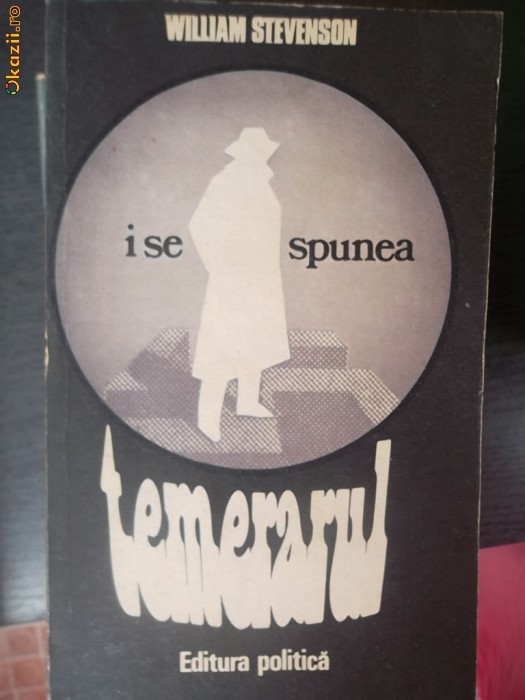 Okazii.ro
WILLIAM STEVENSON
i se spunea
temerarul
Editura politică